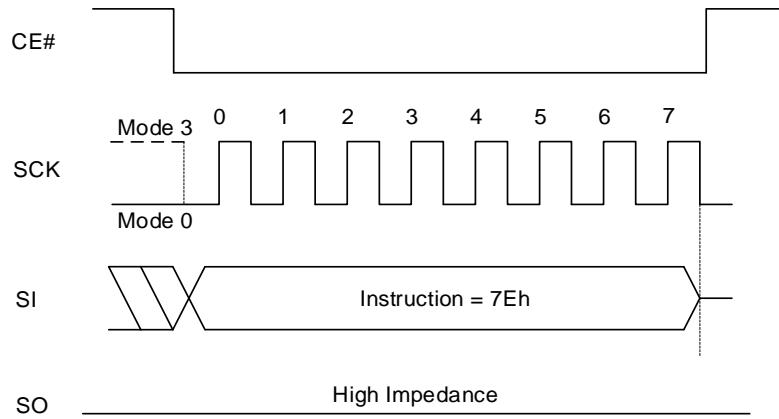 CE#
0 1 2 3 4 5 6 7
Mode 3
SCK
Mode 0
SI
Instruction = 7Eh
High Impedance
SO